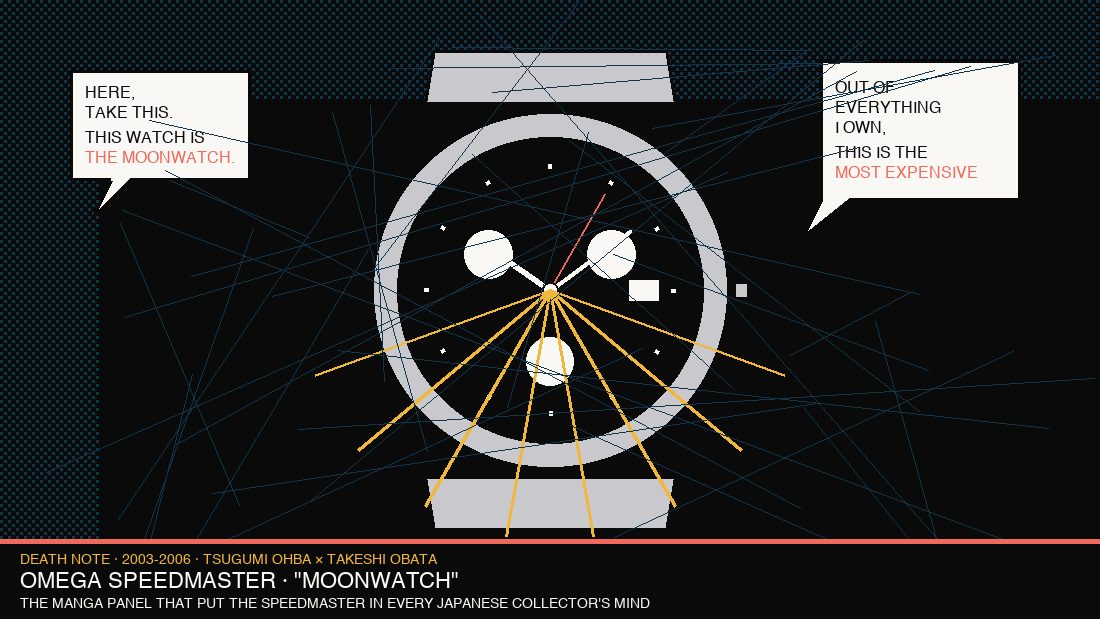 HERE,
TAKE THIS.
THIS WATCH IS
THE MOONWATCH.
OUT OF
EVERYTHING
I OWN,
THIS IS THE
MOST EXPENSIVE
DEATH NOTE · 2003-2006 · TSUGUMI OHBA × TAKESHI OBATA
OMEGA SPEEDMASTER · "MOONWATCH"
THE MANGA PANEL THAT PUT THE SPEEDMASTER IN EVERY JAPANESE COLLECTOR'S MIND